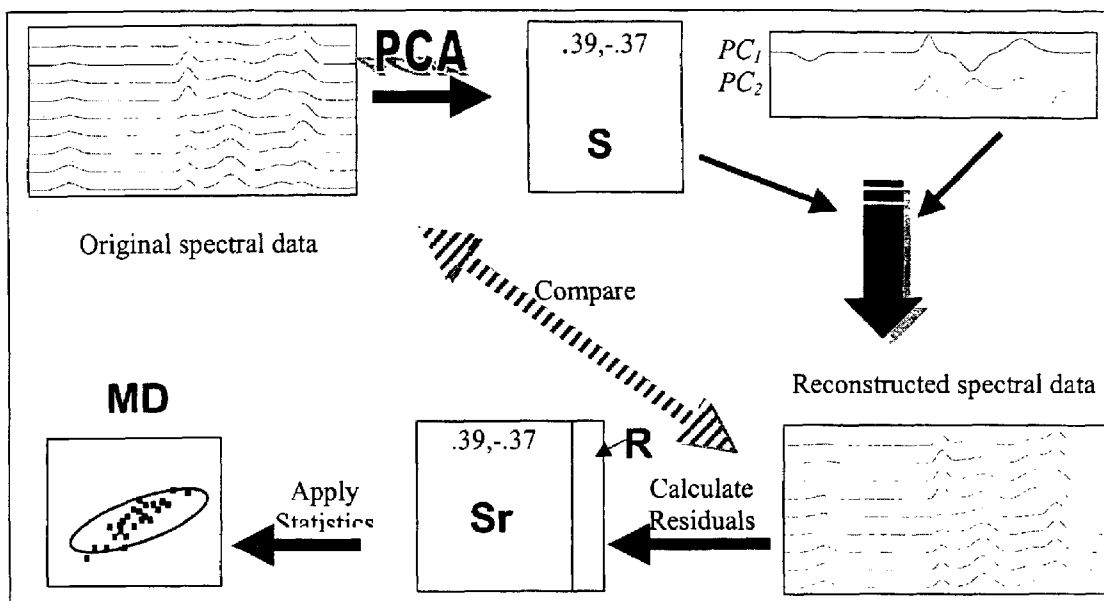 PCA
.39,-.37
S
PC1
PC2
Original spectral data
Compare
Reconstructed spectral data
MD
Apply
Statistics
.39,-.37
Sr
R
Calculate
Residuals